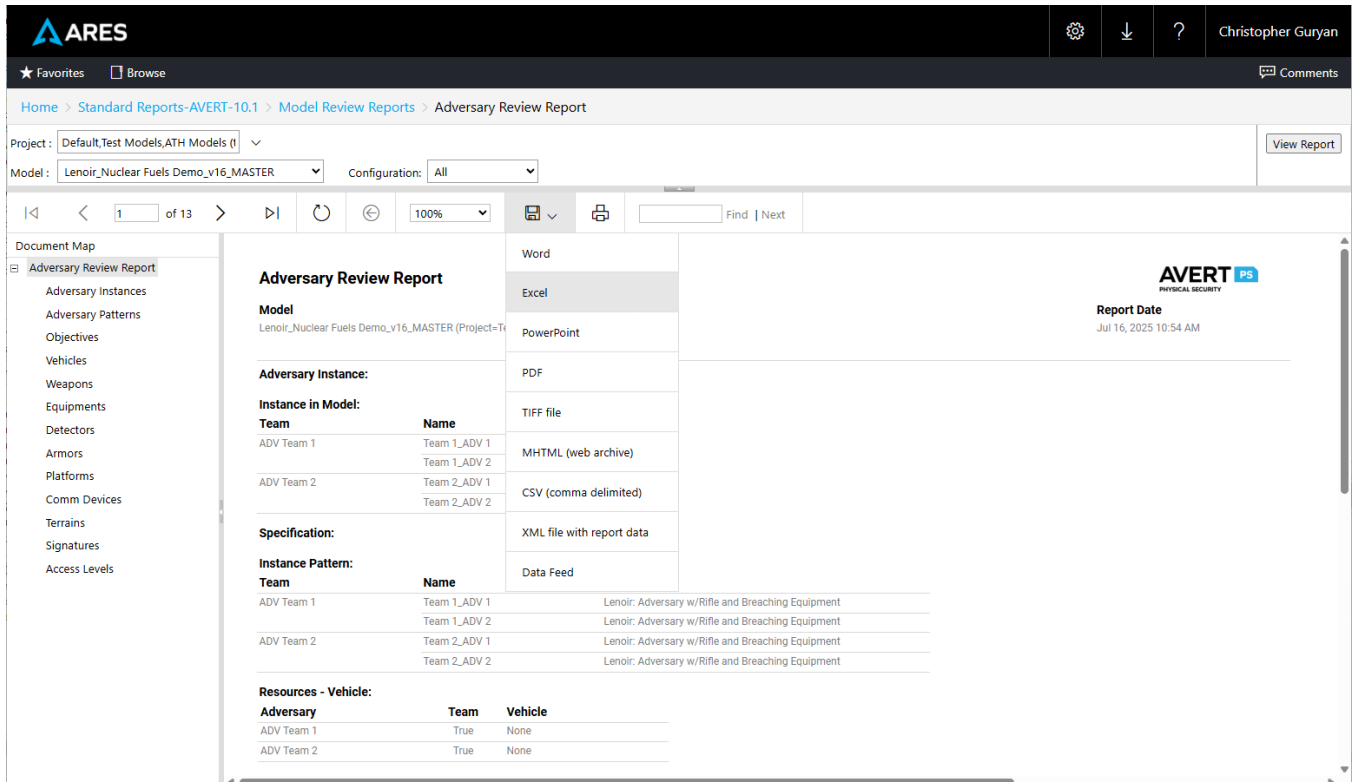 ARES
Christopher Guryan
Favorites Browse Comments
Home > Standard Reports-AVERT-10.1 > Model Review Reports > Adversary Review Report
Project : Default,Test Models,ATH Models (1 View Report
Model : Lenoir_Nuclear Fuels Demo_v16_MASTER Configuration: All
1 of 13 100% Find | Next
Document Map
Adversary Review Report
Adversary Instances
Adversary Patterns
Objectives
Vehicles
Weapons
Equipments
Detectors
Armors
Platforms
Comm Devices
Terrains
Signatures
Access Levels
Word
Excel
PowerPoint
PDF
TIFF file
MHTML (web archive)
CSV (comma delimited)
XML file with report data
Data Feed
Adversary Review Report
AVERT PS
PHYSICAL SECURITY
Model Report Date
Lenoir_Nuclear Fuels Demo_v16_MASTER (Project=Te Jul 16, 2025 10:54 AM
Adversary Instance:
Instance in Model:
Team Name
ADV Team 1 Team 1_ADV 1
Team 1_ADV 2
ADV Team 2 Team 2_ADV 1
Team 2_ADV 2
Specification:
Instance Pattern:
Team Name
ADV Team 1 Team 1_ADV 1 Lenoir: Adversary w/Rifle and Breaching Equipment
Team 1_ADV 2 Lenoir: Adversary w/Rifle and Breaching Equipment
ADV Team 2 Team 2_ADV 1 Lenoir: Adversary w/Rifle and Breaching Equipment
Team 2_ADV 2 Lenoir: Adversary w/Rifle and Breaching Equipment
Resources - Vehicle:
Adversary Team Vehicle
ADV Team 1 True None
ADV Team 2 True None